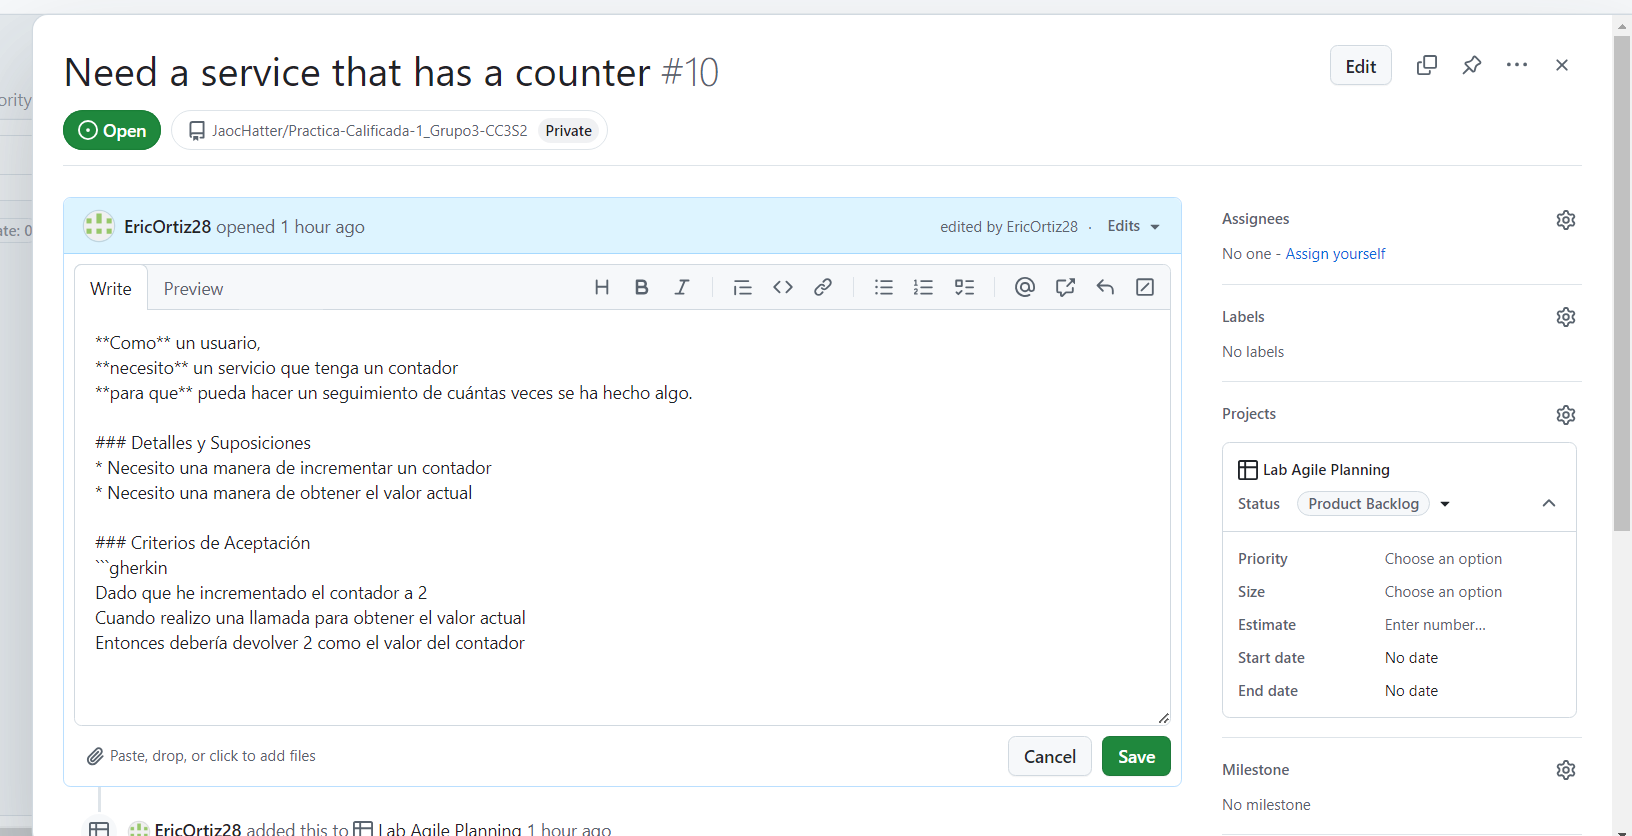 Need a service that has a counter #10
Edit
Open
JaocHatter/Practica-Calificada-1_Grupo3-CC3S2 Private
ority
EricOrtiz28 opened 1 hour ago
edited by EricOrtiz28 · Edits
ate: 0
Write
Preview
H B I
**Como** un usuario,
**necesito** un servicio que tenga un contador
**para que** pueda hacer un seguimiento de cuántas veces se ha hecho algo.
### Detalles y Suposiciones
* Necesito una manera de incrementar un contador
* Necesito una manera de obtener el valor actual
### Criterios de Aceptación
```gherkin
Dado que he incrementado el contador a 2
Cuando realizo una llamada para obtener el valor actual
Entonces debería devolver 2 como el valor del contador
Paste, drop, or click to add files
Cancel
Save
EricOrtiz28 added this to Lab Agile Planning 1 hour ago
Assignees
No one - Assign yourself
Labels
No labels
Projects
Lab Agile Planning
Status Product Backlog
Priority Choose an option
Size Choose an option
Estimate Enter number...
Start date No date
End date No date
Milestone
No milestone